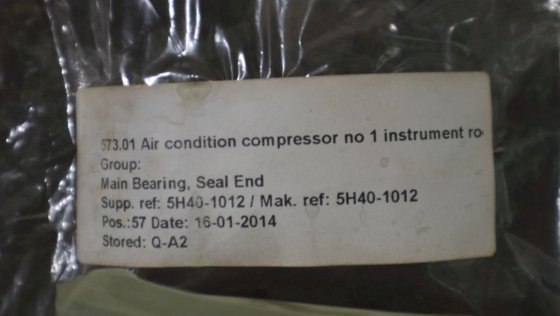 573.01 Air condition compressor no 1 instrument ro
Group:
Main Bearing, Seal End
Supp. ref: 5H40-1012 / Mak. ref: 5H40-1012
Pos.:57 Date: 16-01-2014
Stored: Q-A2